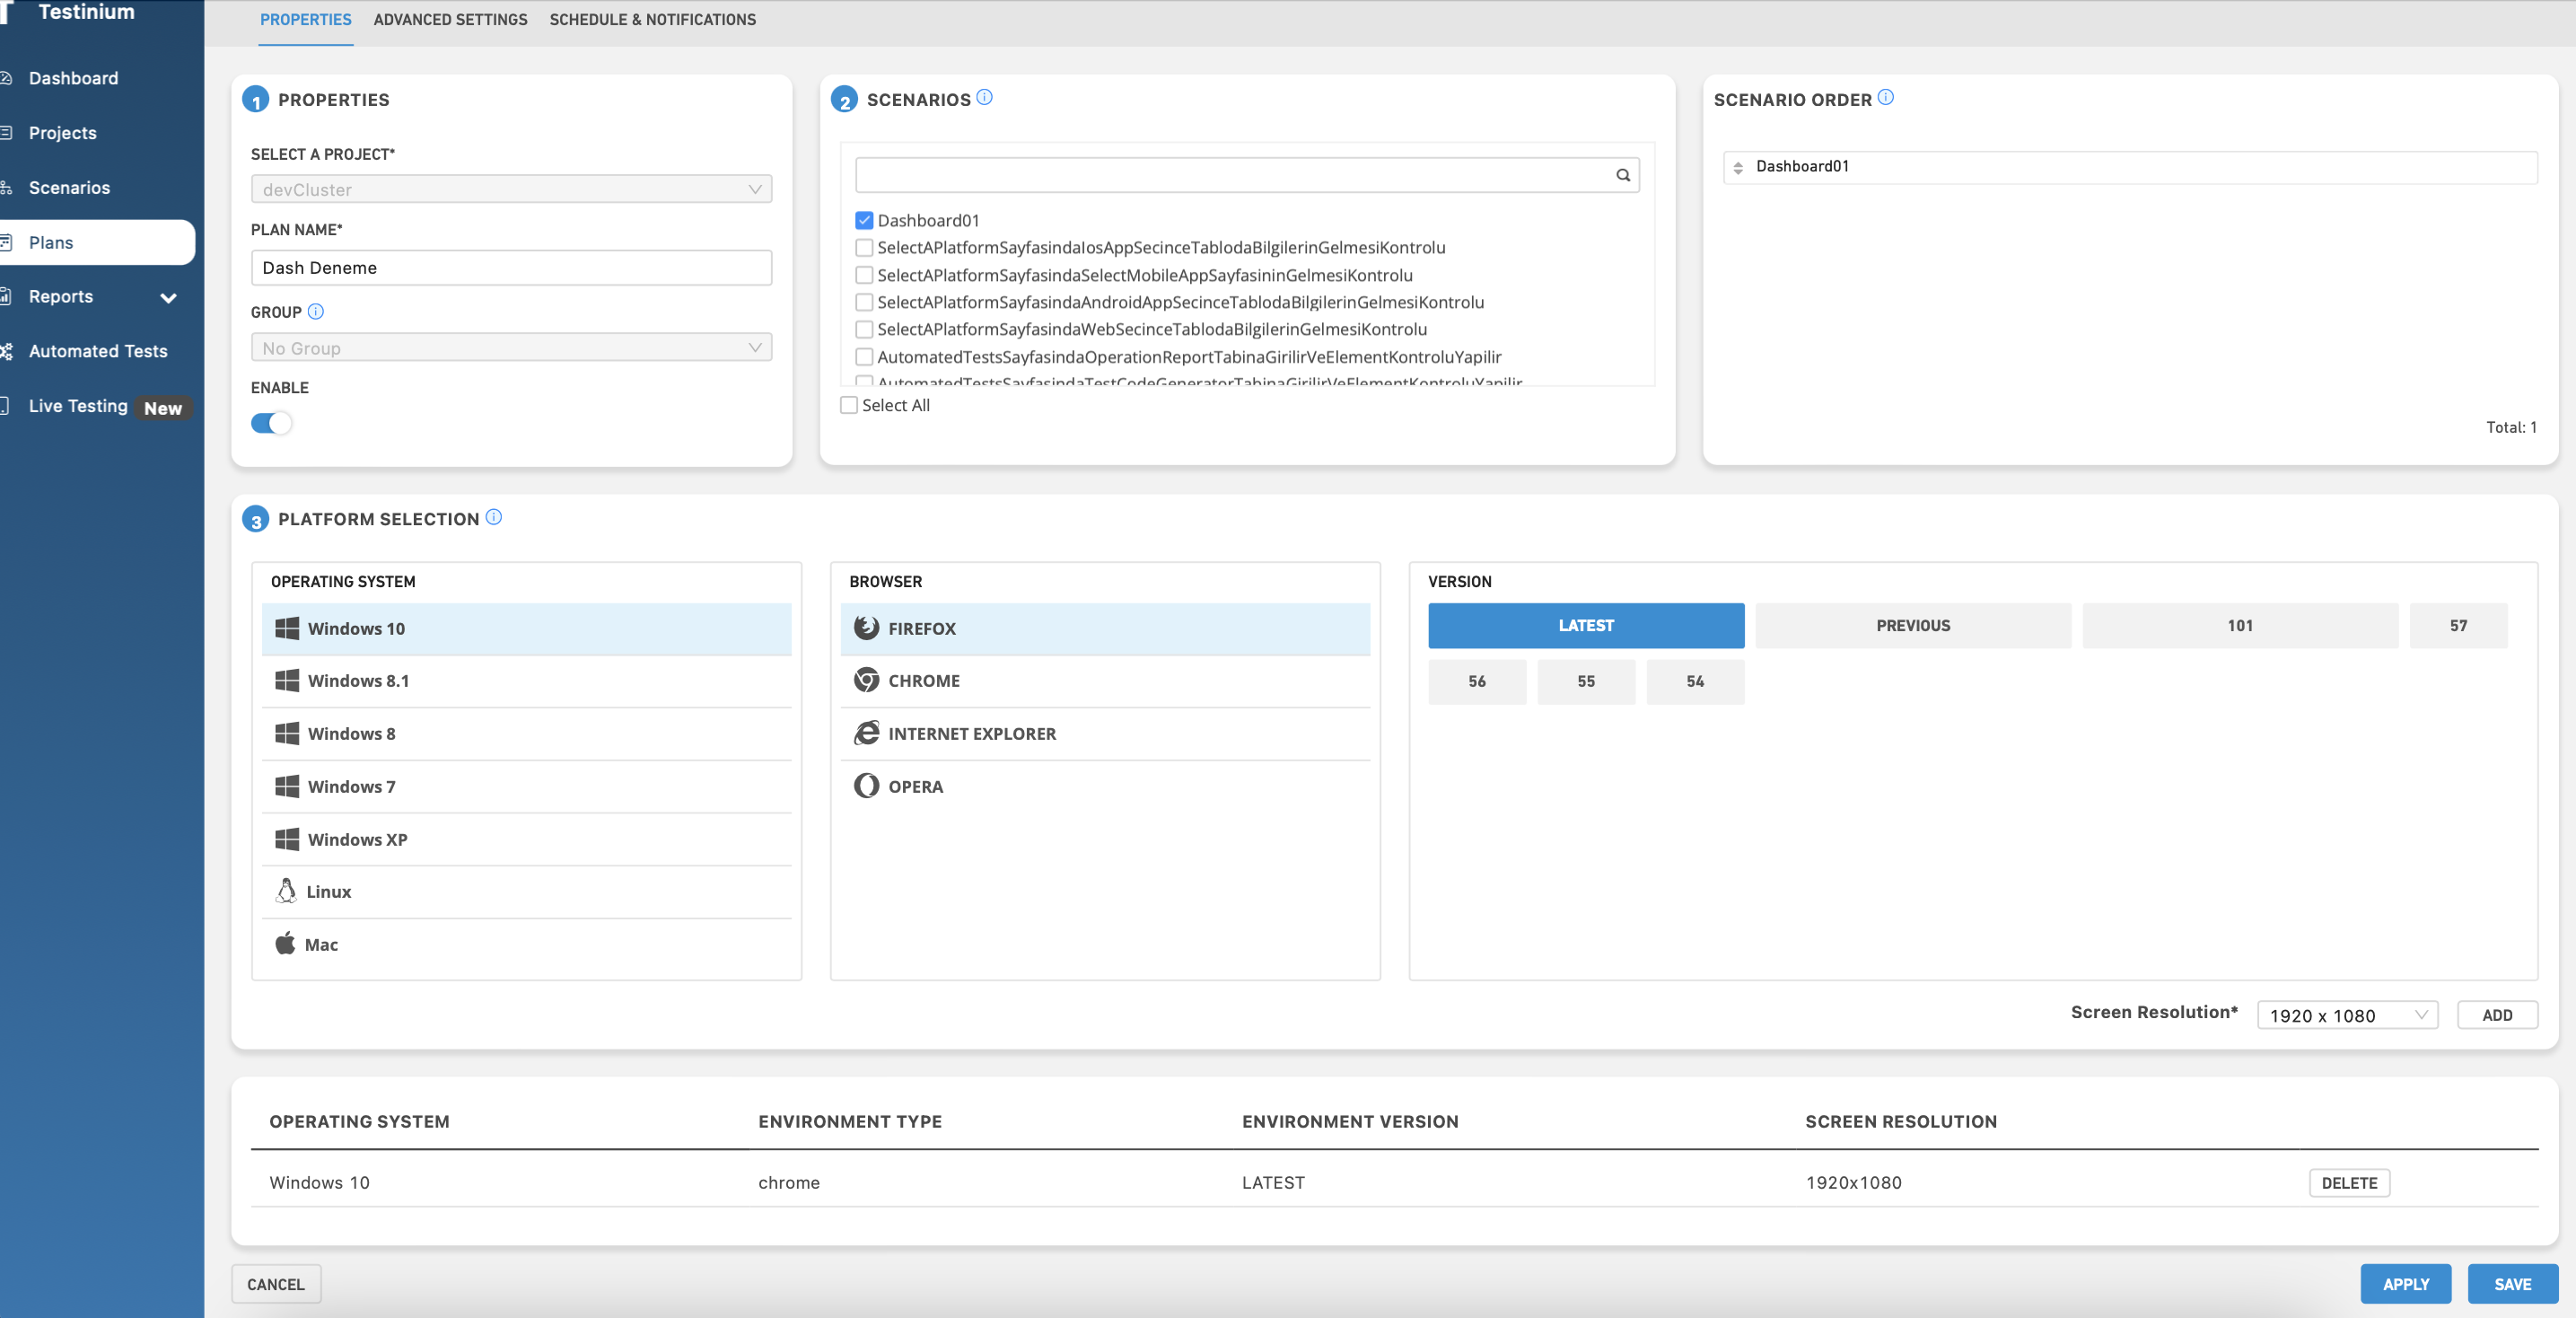 Testinium
PROPERTIES ADVANCED SETTINGS SCHEDULE & NOTIFICATIONS
Dashboard
Projects
Scenarios
Plans
Reports
Automated Tests
Live Testing New
1 PROPERTIES
SELECT A PROJECT*
devCluster
PLAN NAME*
Dash Deneme
GROUP
No Group
ENABLE
2 SCENARIOS
Dashboard01
SelectAPlatformSayfasindaIosAppSecinceTablodaBilgilerinGelmesiKontrolu
SelectAPlatformSayfasindaSelectMobileAppSayfasininGelmesiKontrolu
SelectAPlatformSayfasindaAndroidAppSecinceTablodaBilgilerinGelmesiKontrolu
SelectAPlatformSayfasindaWebSecinceTablodaBilgilerinGelmesiKontrolu
AutomatedTestsSayfasindaOperationReportTabinaGirilirVeElementKontroluYapilir
AutomatedTestsSayfasindaTestCodeGeneratorTabinaGirilirVeElementKontroluYapilir
Select All
SCENARIO ORDER
Dashboard01
Total: 1
3 PLATFORM SELECTION
OPERATING SYSTEM
Windows 10
Windows 8.1
Windows 8
Windows 7
Windows XP
Linux
Mac
BROWSER
FIREFOX
CHROME
INTERNET EXPLORER
OPERA
VERSION
LATEST PREVIOUS 101 57
56 55 54
Screen Resolution* 1920 x 1080 ADD
OPERATING SYSTEM ENVIRONMENT TYPE ENVIRONMENT VERSION SCREEN RESOLUTION
Windows 10 chrome LATEST 1920x1080 DELETE
CANCEL APPLY SAVE